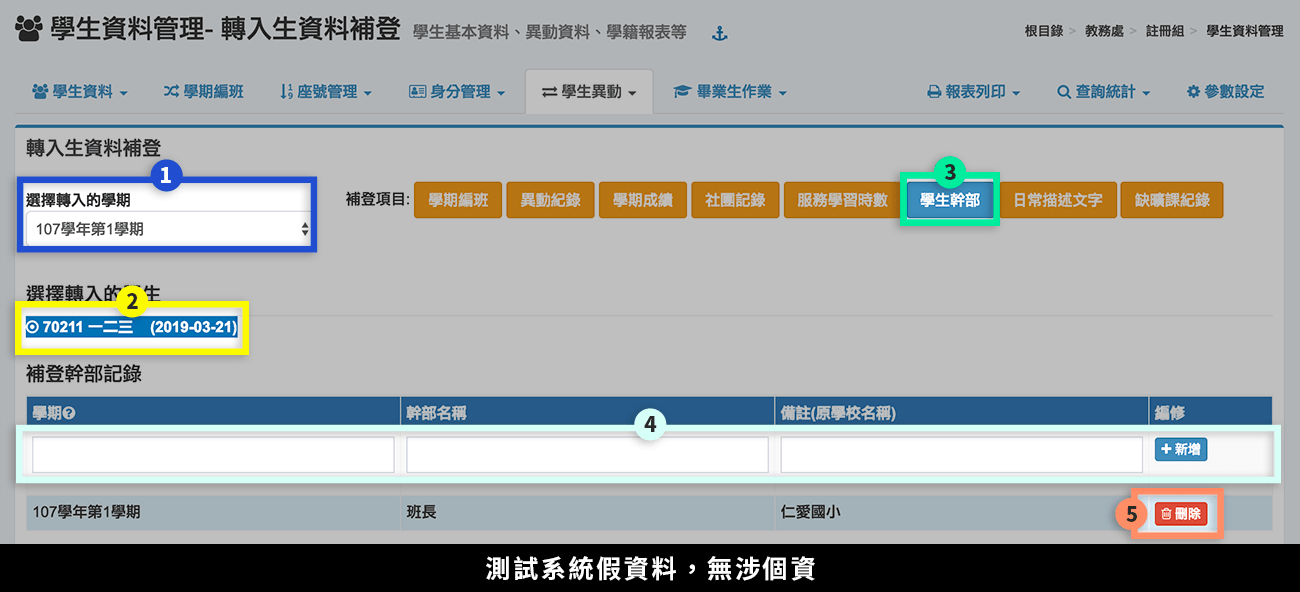 學生資料管理- 轉入生資料補登 學生基本資料、異動資料、學籍報表等
根目錄 > 教務處 > 註冊組 > 學生資料管理
學生資料 學期編班 座號管理 身分管理 學生異動 畢業生作業 報表列印 查詢統計 參數設定
轉入生資料補登
1
選擇轉入的學期
107學年第1學期
補登項目: 學期編班 異動紀錄 學期成績 社團記錄 服務學習時數 學生幹部 日常描述文字 缺曠課紀錄
3
選擇轉入的 生
2
70211 一二三 (2019-03-21)
補登幹部記錄
學期 幹部名稱 備註(原學校名稱) 編修
4
新增
107學年第1學期 班長 仁愛國小 刪除
5
測試系統假資料，無涉個資